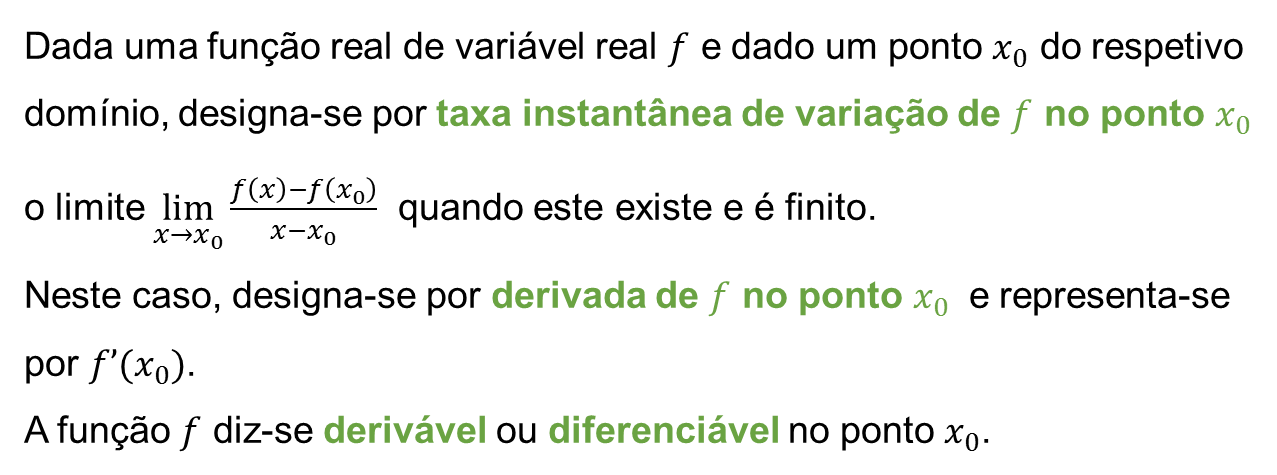 Dada uma função real de variável real f e dado um ponto x₀ do respetivo
domínio, designa-se por taxa instantânea de variação de f no ponto x₀
o limite lim x→x₀ f(x)−f(x₀) / x−x₀ quando este existe e é finito.
Neste caso, designa-se por derivada de f no ponto x₀ e representa-se
por f’(x₀).
A função f diz-se derivável ou diferenciável no ponto x₀.